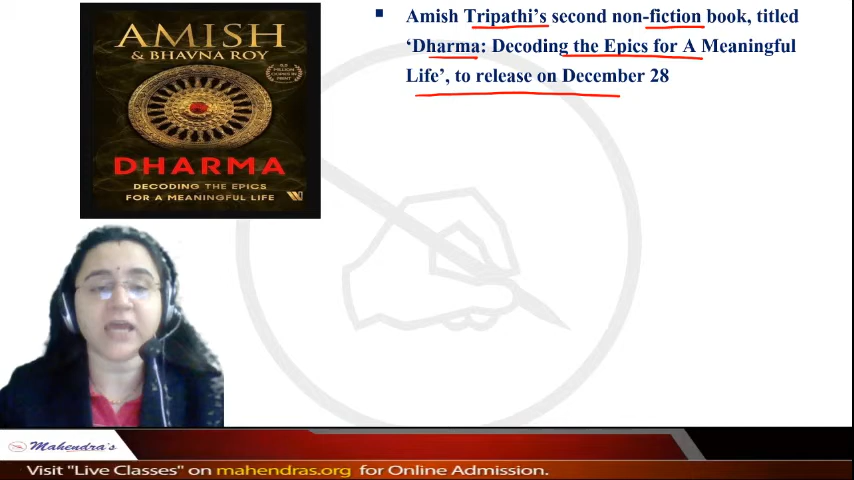 AMISH
& BHAVNA ROY
DHARMA
DECODING THE EPICS
FOR A MEANINGFUL LIFE
▪ Amish Tripathi’s second non-fiction book, titled
‘Dharma: Decoding the Epics for A Meaningful
Life’, to release on December 28
Mahendra's
Visit "Live Classes" on mahendras.org for Online Admission.